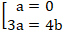 a = 0
3a = 4b